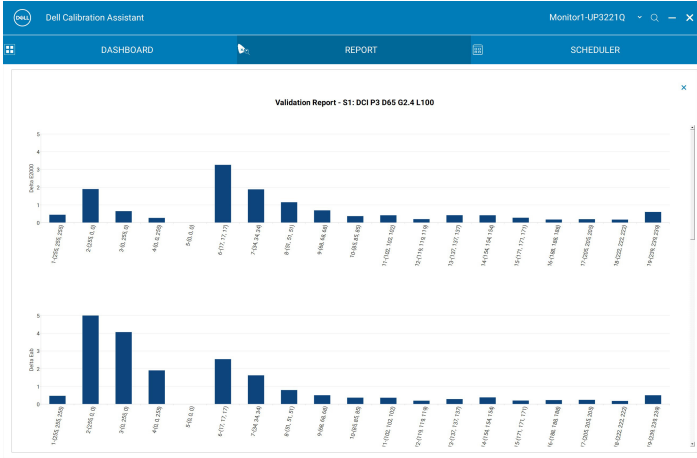 DELL Dell Calibration Assistant Monitor1-UP3221Q
DASHBOARD REPORT SCHEDULER
Validation Report - S1: DCI P3 D65 G2.4 L100
Delta E2000
5
4
3
2
1
0
1-(255, 255, 255)
2-(255, 0, 0)
3-(0, 255, 0)
4-(0, 0, 255)
5-(0, 0, 0)
6-(17, 17, 17)
7-(34, 34, 34)
8-(51, 51, 51)
9-(68, 68, 68)
10-(85, 85, 85)
11-(102, 102, 102)
12-(119, 119, 119)
13-(137, 137, 137)
14-(154, 154, 154)
15-(171, 171, 171)
16-(188, 188, 188)
17-(205, 205, 205)
18-(222, 222, 222)
19-(239, 239, 239)
Delta Eab
5
4
3
2
1
0
1-(255, 255, 255)
2-(255, 0, 0)
3-(0, 255, 0)
4-(0, 0, 255)
5-(0, 0, 0)
6-(17, 17, 17)
7-(34, 34, 34)
8-(51, 51, 51)
9-(68, 68, 68)
10-(85, 85, 85)
11-(102, 102, 102)
12-(119, 119, 119)
13-(137, 137, 137)
14-(154, 154, 154)
15-(171, 171, 171)
16-(188, 188, 188)
17-(205, 205, 205)
18-(222, 222, 222)
19-(239, 239, 239)